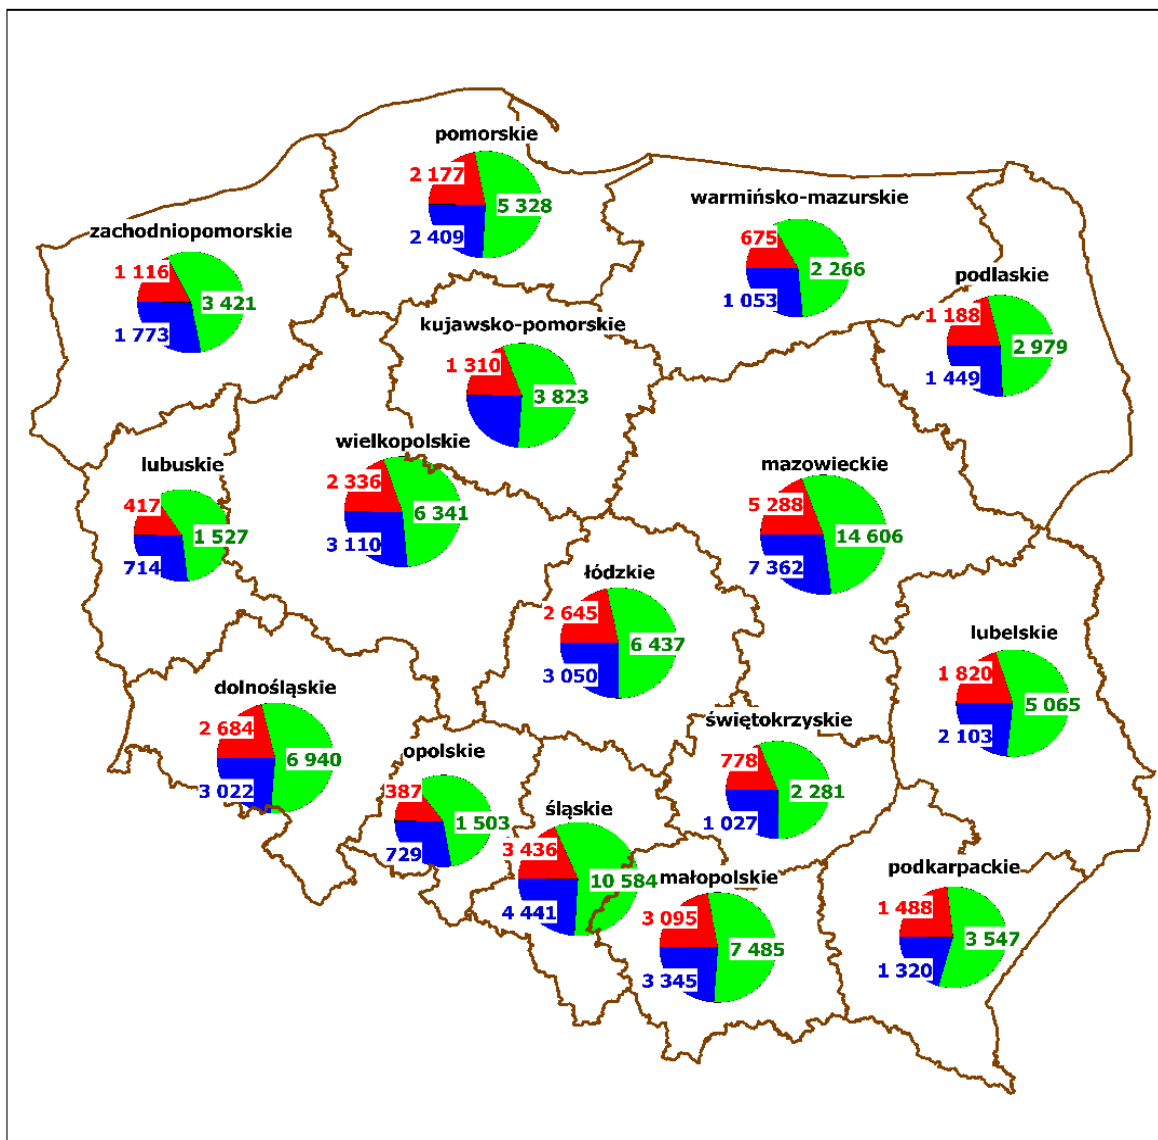 pomorskie
2 177
5 328
2 409
warmińsko-mazurskie
675
2 266
1 053
zachodniopomorskie
1 116
3 421
1 773
podlaskie
1 188
2 979
1 449
kujawsko-pomorskie
1 310
3 823
wielkopolskie
2 336
6 341
3 110
lubuskie
417
1 527
714
mazowieckie
5 288
14 606
7 362
łódzkie
2 645
6 437
3 050
lubelskie
1 820
5 065
2 103
dolnośląskie
2 684
6 940
3 022
opolskie
387
1 503
729
świętokrzyskie
778
2 281
1 027
śląskie
3 436
10 584
4 441
małopolskie
3 095
7 485
3 345
podkarpackie
1 488
3 547
1 320